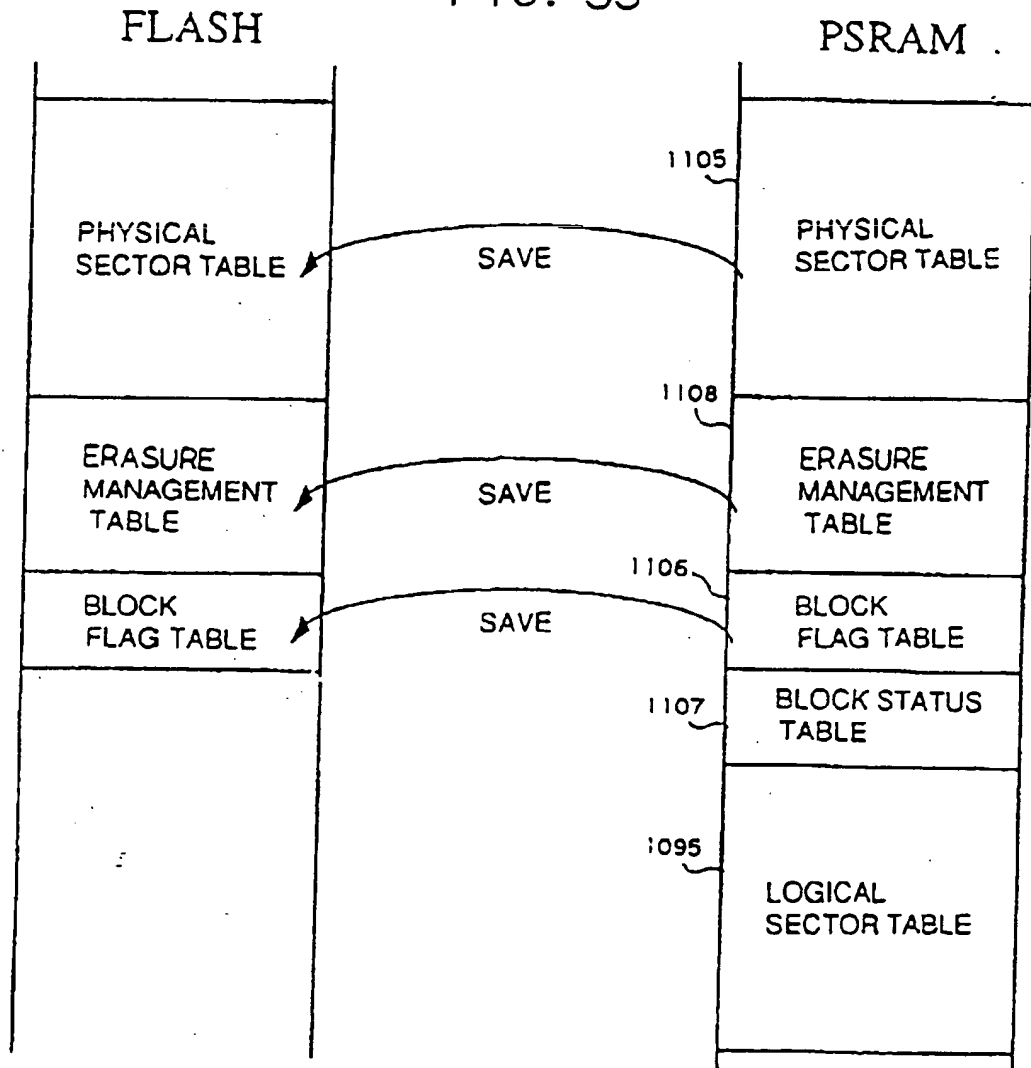 FLASH
PSRAM
1105
PHYSICAL
SECTOR TABLE
SAVE
PHYSICAL
SECTOR TABLE
1108
ERASURE
MANAGEMENT
TABLE
SAVE
ERASURE
MANAGEMENT
TABLE
1106
BLOCK
FLAG TABLE
SAVE
BLOCK
FLAG TABLE
1107
BLOCK STATUS
TABLE
1095
LOGICAL
SECTOR TABLE